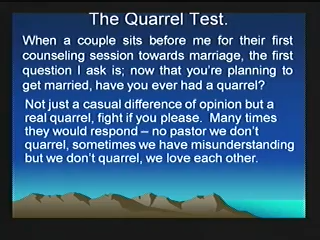 The Quarrel Test.
When a couple sits before me for their first
counseling session towards marriage, the first
question I ask is; now that you're planning to
get married, have you ever had a quarrel?
Not just a casual difference of opinion but a
real quarrel, fight if you please. Many times
they would respond – no pastor we don't
quarrel, sometimes we have misunderstanding
but we don't quarrel, we love each other.